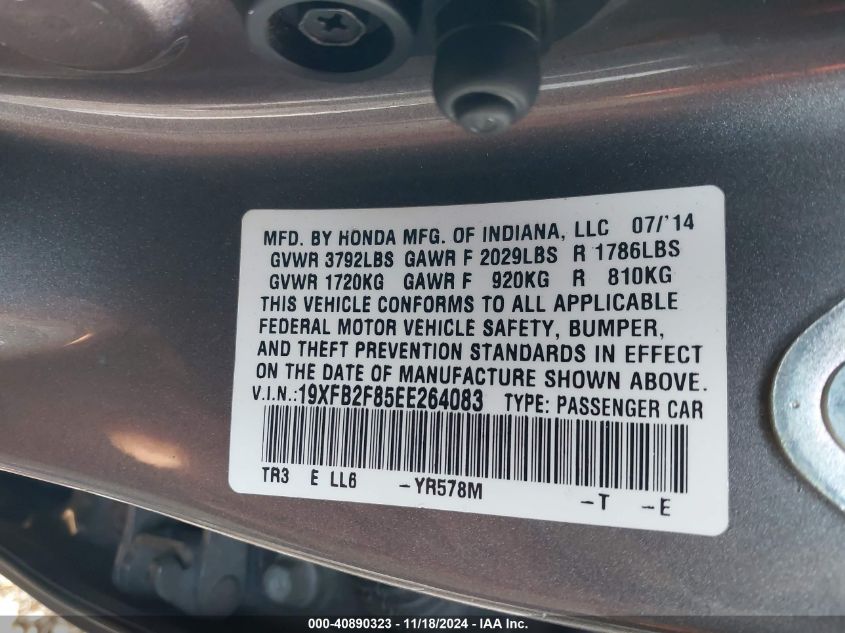 MFD. BY HONDA MFG. OF INDIANA, LLC 07/'14
GVWR 3792LBS GAWR F 2029LBS R 1786LBS
GVWR 1720KG GAWR F 920KG R 810KG
THIS VEHICLE CONFORMS TO ALL APPLICABLE
FEDERAL MOTOR VEHICLE SAFETY, BUMPER,
AND THEFT PREVENTION STANDARDS IN EFFECT
ON THE DATE OF MANUFACTURE SHOWN ABOVE.
V.I.N.:19XFB2F85EE264083 TYPE: PASSENGER CAR
TR3 E LL6 -YR578M -T -E
000-40890323 - 11/18/2024 - IAA Inc.